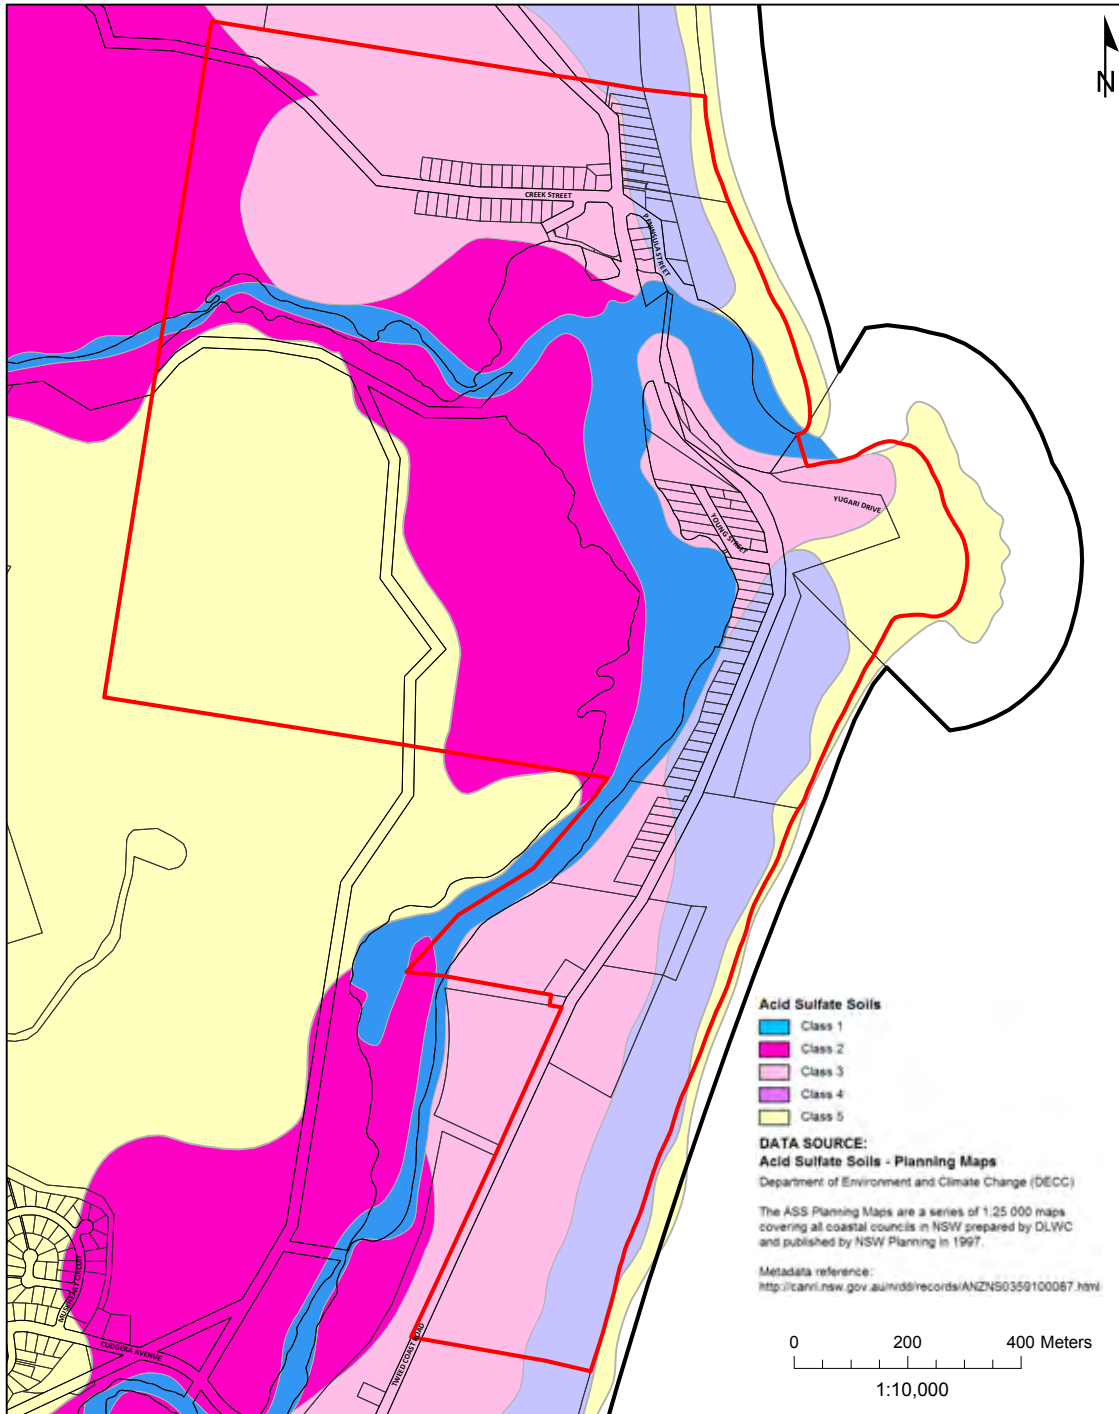 N
CREEK STREET
PENINSULA STREET
YUGARI DRIVE
YOUNG STREET
Acid Sulfate Soils
Class 1
Class 2
Class 3
Class 4
Class 5
DATA SOURCE:
Acid Sulfate Soils - Planning Maps
Department of Environment and Climate Change (DECC)
The ASS Planning Maps are a series of 1:25 000 maps
covering all coastal councils in NSW prepared by DLWC
and published by NSW Planning in 1997.
Metadata reference:
http://canri.nsw.gov.au/nrdd/records/ANZNS0359100087.html
CUDGERA AVENUE
TWEED COAST ROAD
0 200 400 Meters
1:10,000